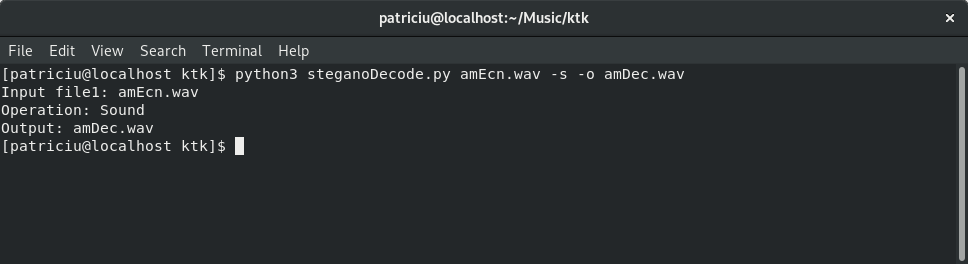 patriciu@localhost:~/Music/ktk
File Edit View Search Terminal Help
[patriciu@localhost ktk]$ python3 steganoDecode.py amEcn.wav -s -o amDec.wav
Input file1: amEcn.wav
Operation: Sound
Output: amDec.wav
[patriciu@localhost ktk]$